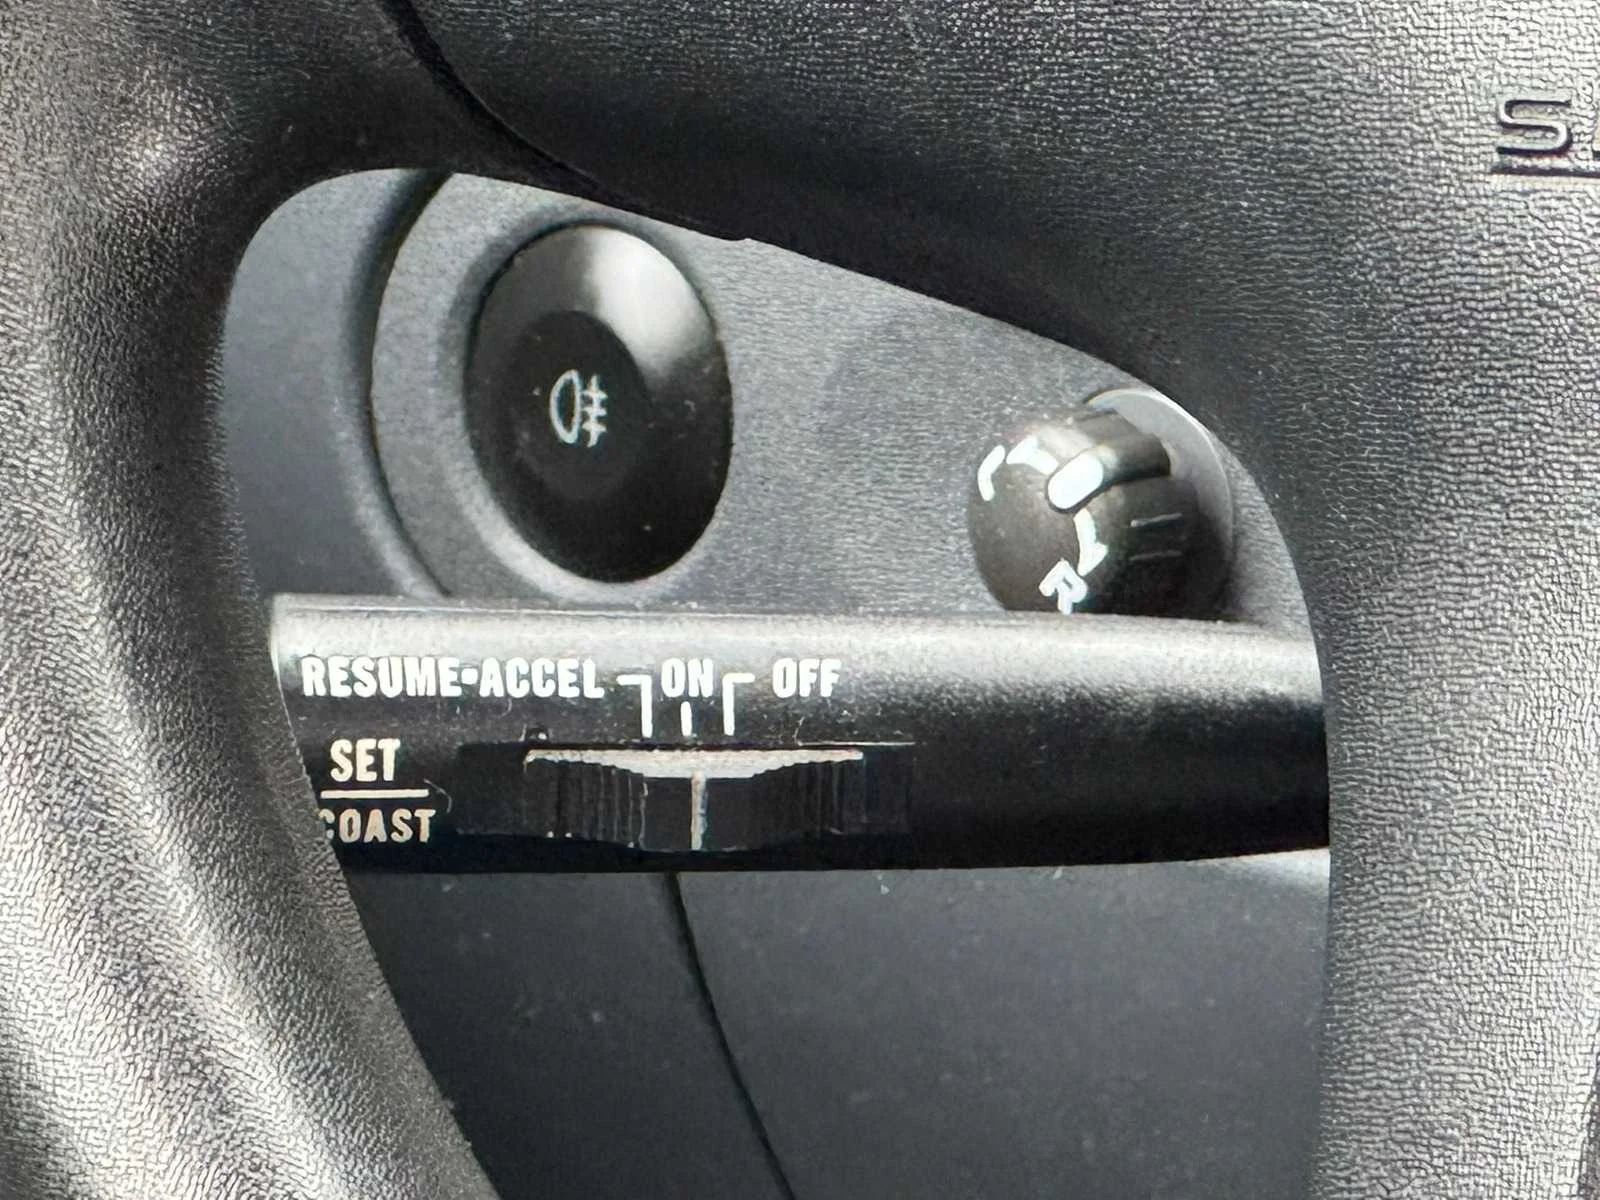 RESUME•ACCEL ON OFF
SET
COAST
L
R